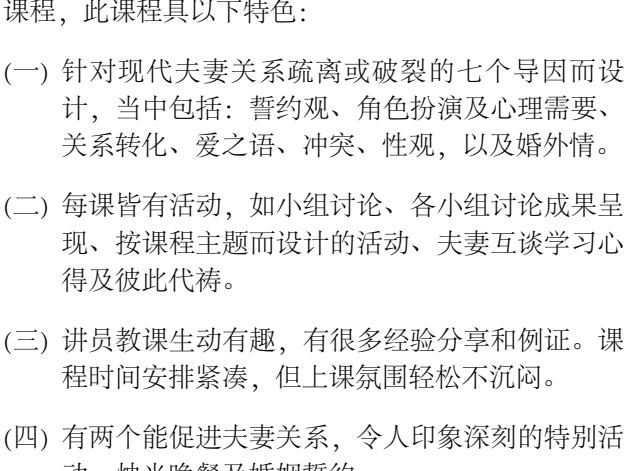 课程，此课程具以下特色：
(一) 针对现代夫妻关系疏离或破裂的七个导因而设
计，当中包括：誓约观、角色扮演及心理需要、
关系转化、爱之语、冲突、性观，以及婚外情。
(二) 每课皆有活动，如小组讨论、各小组讨论成果呈
现、按课程主题而设计的活动、夫妻互谈学习心
得及彼此代祷。
(三) 讲员教课生动有趣，有很多经验分享和例证。课
程时间安排紧凑，但上课氛围轻松不沉闷。
(四) 有两个能促进夫妻关系，令人印象深刻的特别活
动：烛光晚餐及婚姻誓约